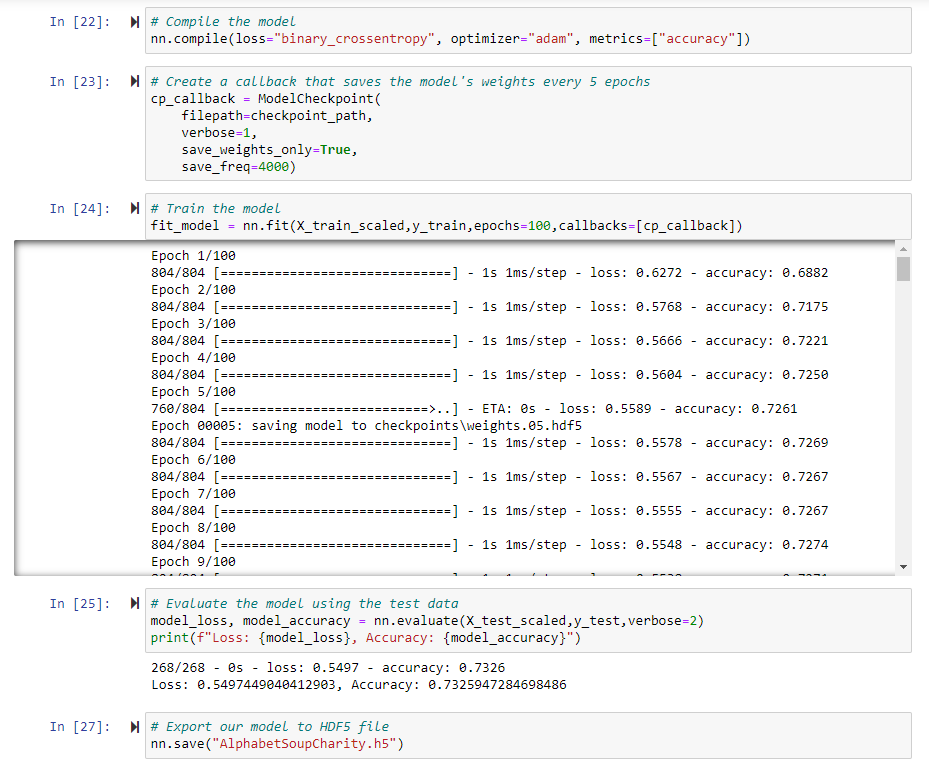 In [22]:
# Compile the model
nn.compile(loss="binary_crossentropy", optimizer="adam", metrics=["accuracy"])
In [23]:
# Create a callback that saves the model's weights every 5 epochs
cp_callback = ModelCheckpoint(
    filepath=checkpoint_path,
    verbose=1,
    save_weights_only=True,
    save_freq=4000)
In [24]:
# Train the model
fit_model = nn.fit(X_train_scaled,y_train,epochs=100,callbacks=[cp_callback])
Epoch 1/100
804/804 [==============================] - 1s 1ms/step - loss: 0.6272 - accuracy: 0.6882
Epoch 2/100
804/804 [==============================] - 1s 1ms/step - loss: 0.5768 - accuracy: 0.7175
Epoch 3/100
804/804 [==============================] - 1s 1ms/step - loss: 0.5666 - accuracy: 0.7221
Epoch 4/100
804/804 [==============================] - 1s 1ms/step - loss: 0.5604 - accuracy: 0.7250
Epoch 5/100
760/804 [===========================>..] - ETA: 0s - loss: 0.5589 - accuracy: 0.7261
Epoch 00005: saving model to checkpoints\weights.05.hdf5
804/804 [==============================] - 1s 1ms/step - loss: 0.5578 - accuracy: 0.7269
Epoch 6/100
804/804 [==============================] - 1s 1ms/step - loss: 0.5567 - accuracy: 0.7267
Epoch 7/100
804/804 [==============================] - 1s 1ms/step - loss: 0.5555 - accuracy: 0.7267
Epoch 8/100
804/804 [==============================] - 1s 1ms/step - loss: 0.5548 - accuracy: 0.7274
Epoch 9/100
In [25]:
# Evaluate the model using the test data
model_loss, model_accuracy = nn.evaluate(X_test_scaled,y_test,verbose=2)
print(f"Loss: {model_loss}, Accuracy: {model_accuracy}")
268/268 - 0s - loss: 0.5497 - accuracy: 0.7326
Loss: 0.5497449040412903, Accuracy: 0.7325947284698486
In [27]:
# Export our model to HDF5 file
nn.save("AlphabetSoupCharity.h5")